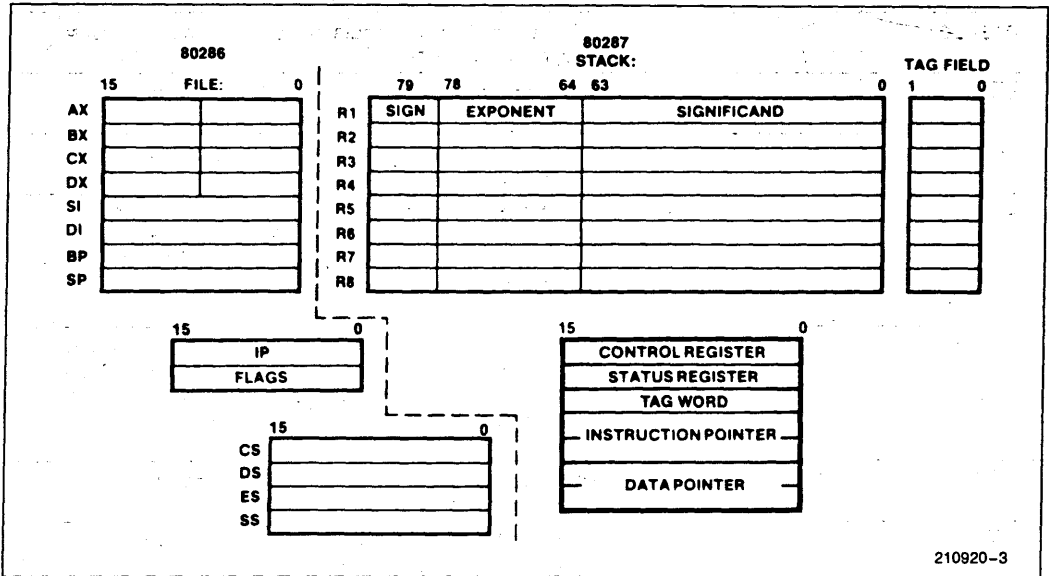 80286
80287
STACK:
TAG FIELD
15 FILE: 0
79 78 64 63 0
1 0
AX
BX
CX
DX
SI
DI
BP
SP
R1 SIGN EXPONENT SIGNIFICAND
R2
R3
R4
R5
R6
R7
R8
15 0
IP
FLAGS
15 0
CS
DS
ES
SS
15 0
CONTROL REGISTER
STATUS REGISTER
TAG WORD
INSTRUCTION POINTER
DATA POINTER
210920-3